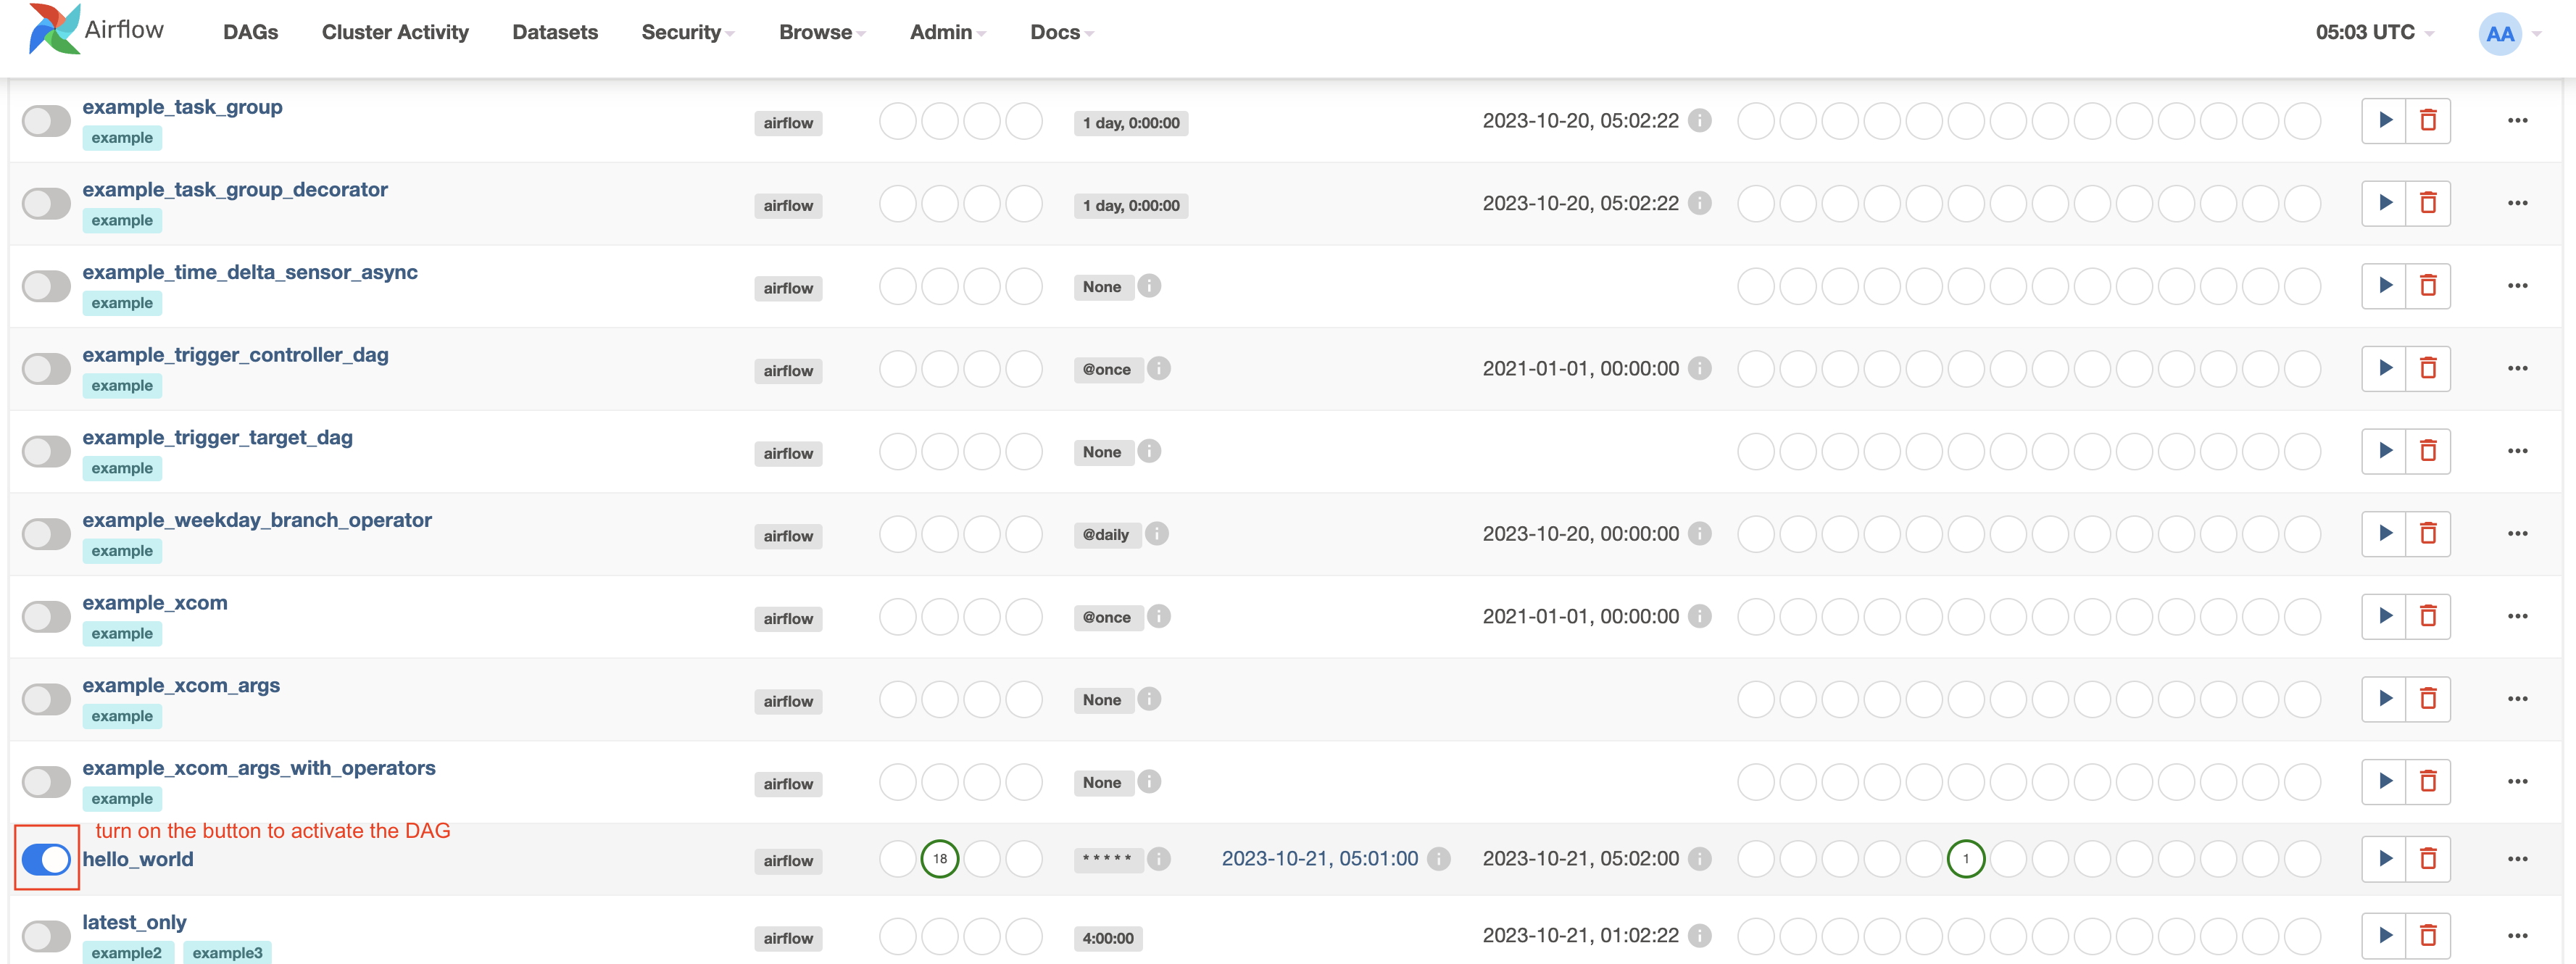 Airflow DAGs Cluster Activity Datasets Security Browse Admin Docs 05:03 UTC AA
example_task_group
example
airflow 1 day, 0:00:00 2023-10-20, 05:02:22
example_task_group_decorator
example
airflow 1 day, 0:00:00 2023-10-20, 05:02:22
example_time_delta_sensor_async
example
airflow None
example_trigger_controller_dag
example
airflow @once 2021-01-01, 00:00:00
example_trigger_target_dag
example
airflow None
example_weekday_branch_operator
example
airflow @daily 2023-10-20, 00:00:00
example_xcom
example
airflow @once 2021-01-01, 00:00:00
example_xcom_args
example
airflow None
example_xcom_args_with_operators
example
airflow None
turn on the button to activate the DAG
hello_world airflow 18 * * * * * 2023-10-21, 05:01:00 2023-10-21, 05:02:00 1
latest_only
example2 example3
airflow 4:00:00 2023-10-21, 01:02:22